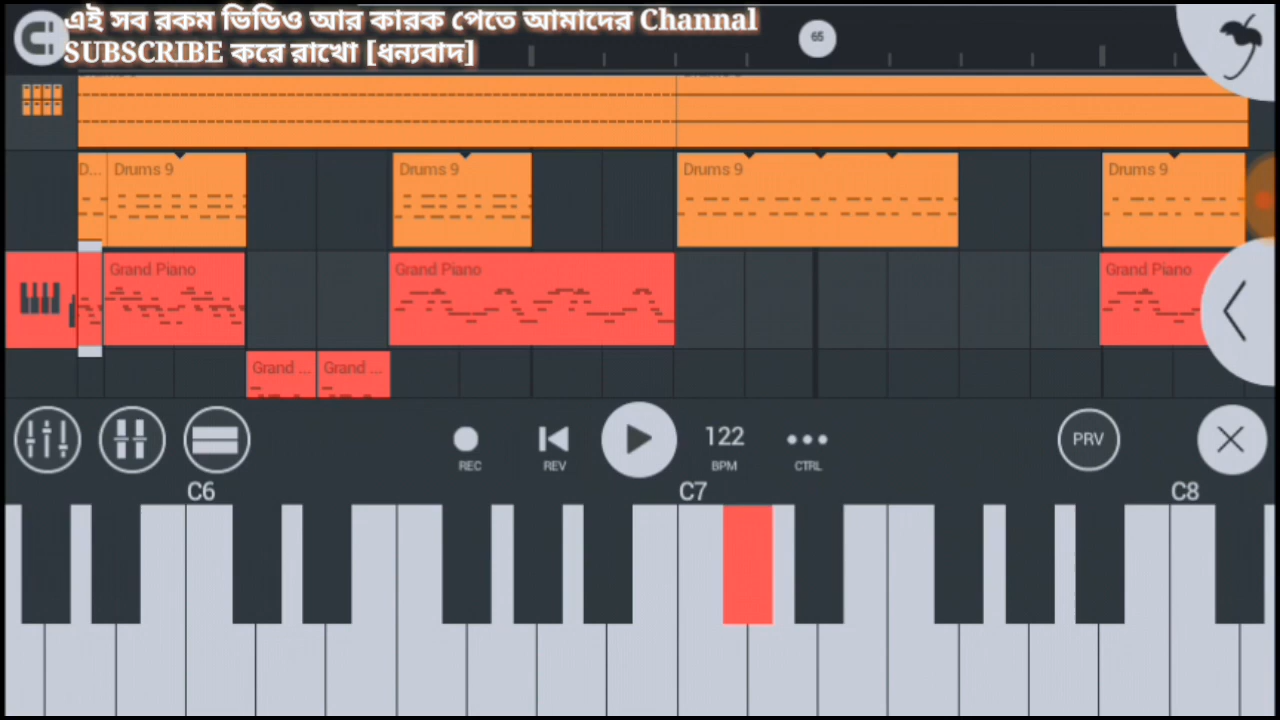 এই সব রকম ভিডিও আর কারক পেতে আমাদের Channal
SUBSCRIBE করে রাখো [ধন্যবাদ]
65
D... Drums 9 Drums 9 Drums 9 Drums 9
Grand Piano Grand Piano Grand Piano
Grand ... Grand ...
122 PRV
REC REV BPM CTRL
C6 C7 C8